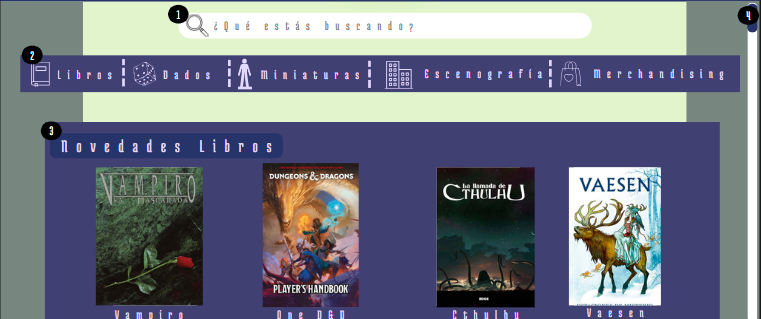 1
¿Qué estás buscando?
4
2
Libros
Dados
Miniaturas
Escenografía
Merchandising
3
Novedades Libros
VAMPIRO
LA MASCARADA
DUNGEONS & DRAGONS
PLAYER'S HANDBOOK
La llamada de
CTHULHU
EDGE
VAESEN
Vampiro
One D&D
Cthulhu
Vaesen